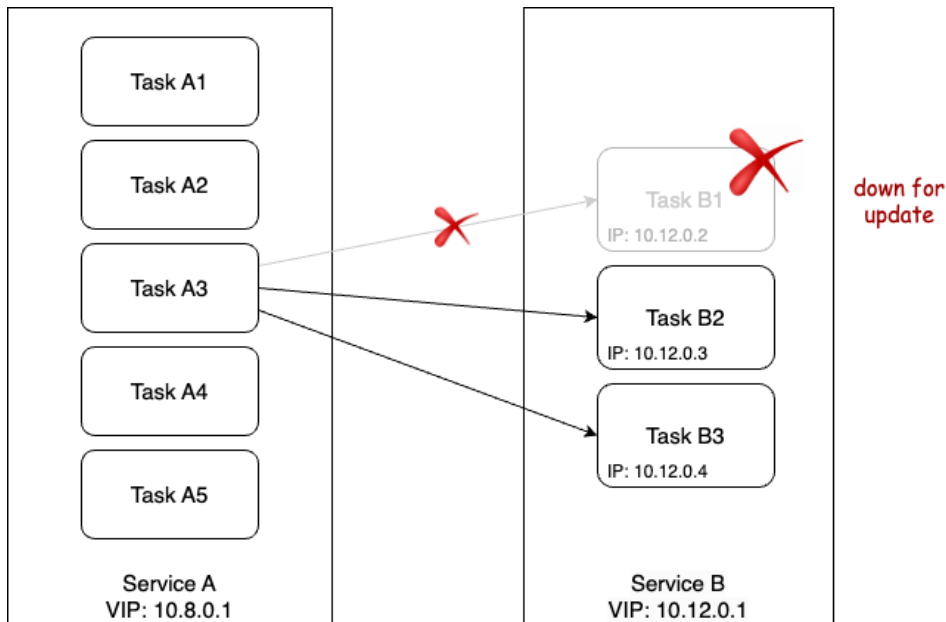 Task A1
Task A2
Task A3
Task A4
Task A5
Service A
VIP: 10.8.0.1
Task B1
IP: 10.12.0.2
Task B2
IP: 10.12.0.3
Task B3
IP: 10.12.0.4
Service B
VIP: 10.12.0.1
down for
update